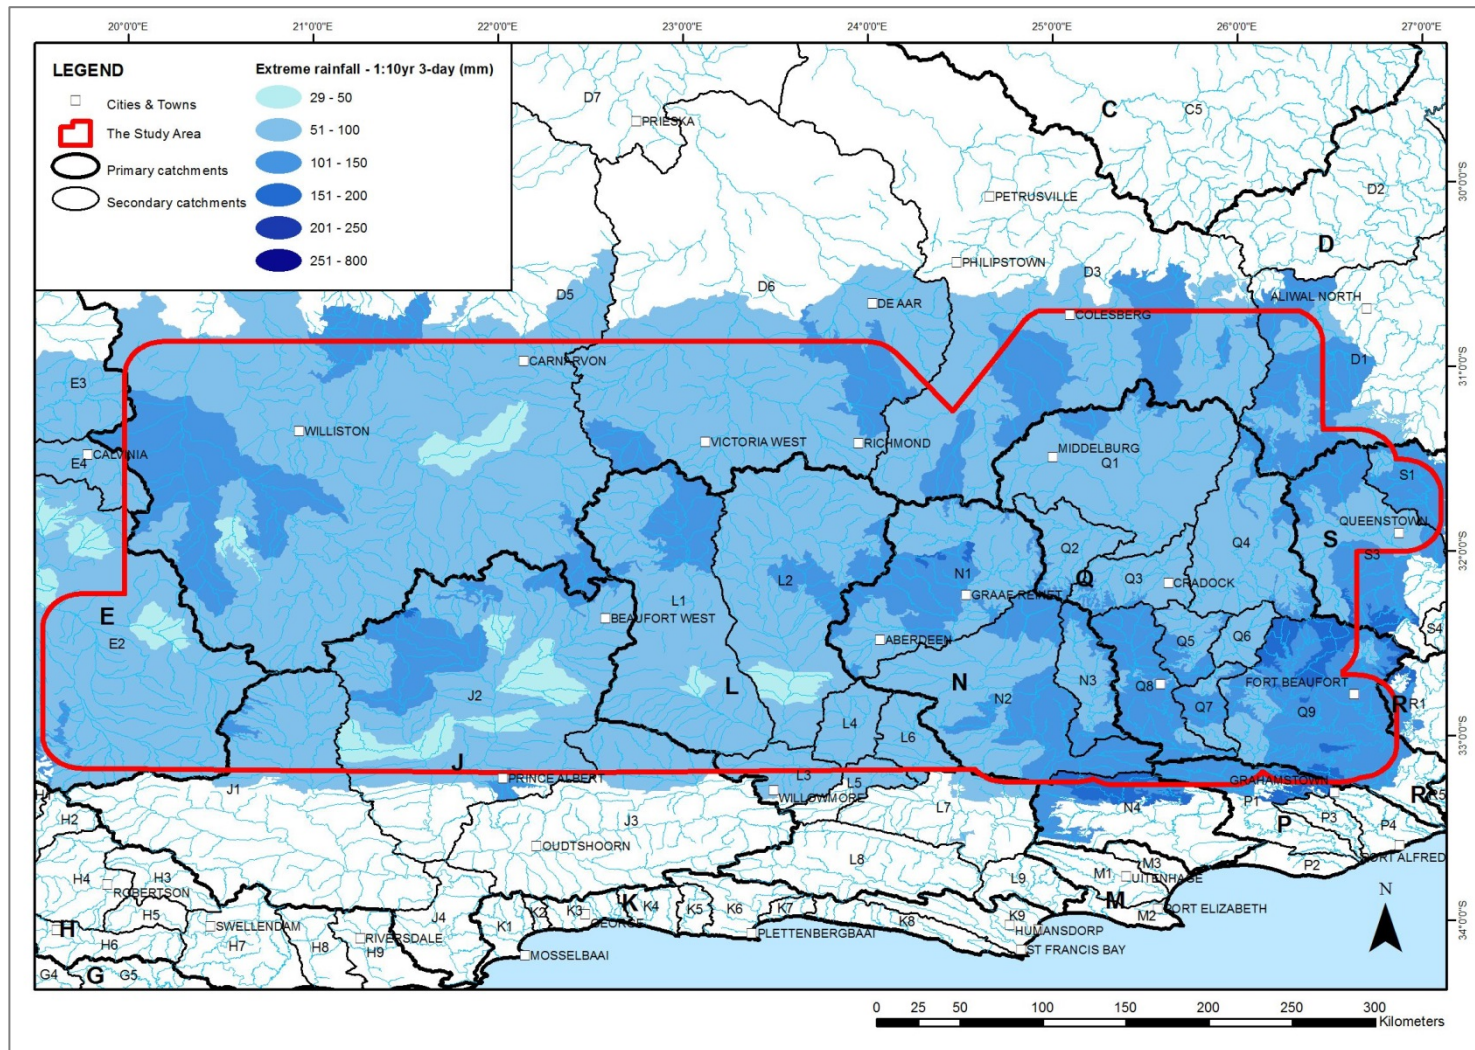 20°0'0"E 21°0'0"E 22°0'0"E 23°0'0"E 24°0'0"E 25°0'0"E 26°0'0"E 27°0'0"E
LEGEND
Cities & Towns
The Study Area
Primary catchments
Secondary catchments
Extreme rainfall - 1:10yr 3-day (mm)
29 - 50
51 - 100
101 - 150
151 - 200
201 - 250
251 - 800
D7
PRIESKA
C
C5
D2
PETRUSVILLE
30°0'0"S
D
PHILIPSTOWN
D3
D6
D5
DE AAR
ALIWAL NORTH
COLESBERG
CARNARVON
D1
31°0'0"S
E3
WILLISTON
VICTORIA WEST
RICHMOND
MIDDELBURG
Q1
CALVINIA
E4
S1
QUEENSTOWN
S
S3
32°0'0"S
Q2
Q4
L2
N1
Q
Q3
CRADOCK
GRAAF REINET
L1
BEAUFORT WEST
E
E2
ABERDEEN
Q5
Q6
S4
J2
L
N
N3
N2
Q8
FORT BEAUFORT
Q7
Q9
R
R1
L4
L6
33°0'0"S
J
PRINCE ALBERT
L3
L5
WILLOWMORE
GRAHAMSTOWN
J1
H1
H2
J3
L7
N4
P1
P
P3
P4
R
R5
OUDTSHOORN
L8
P2
PORT ALFRED
H4
H3
ROBERTSON
M3
M1
UITENHAGE
L9
M
H5
H
SWELLENDAM
H6
H7
H8
RIVERSDALE
H9
J4
K1
K2
K3
GEORGE
K
K4
K5
K6
K7
K8
K9
HUMANSDORP
M2
PORT ELIZABETH
PLETTENBERGBAAI
ST FRANCIS BAY
MOSSELBAAI
34°0'0"S
G4
G
G5
N
0 25 50 100 150 200 250 300
Kilometers